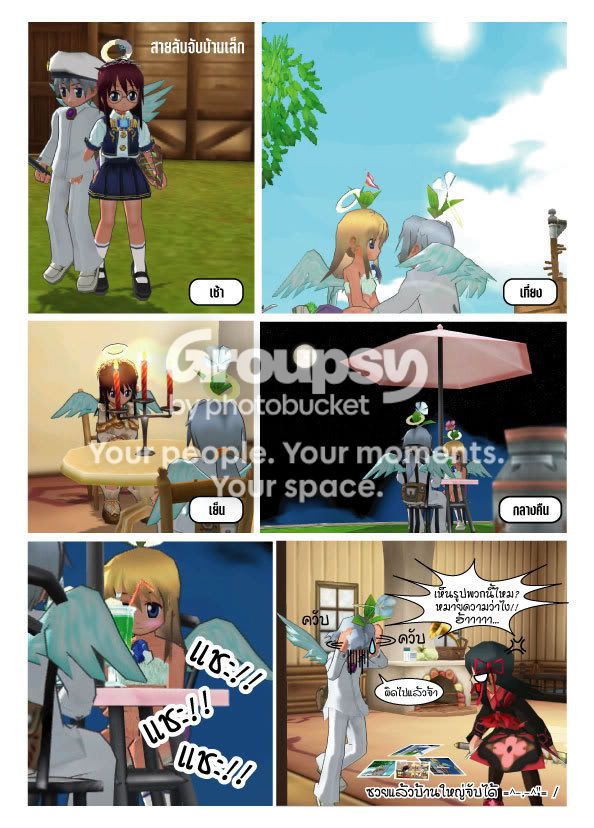 สายลับจับบ้านเล็ก
เช้า
เที่ยง
Groupsy
by photobucket
Your people. Your moments.
Your space.
เย็น
กลางคืน
แชะ!!
แชะ!!
แชะ!!
เห็นรูปพวกนี้ไหม?
หมายความว่าไง!!
ฮ้าาาาา...
ควับ
ควับ
ผิดไปแล้วจ้า
ซวยแล้วบ้านใหญ่จับได้ =^-.-^"= /